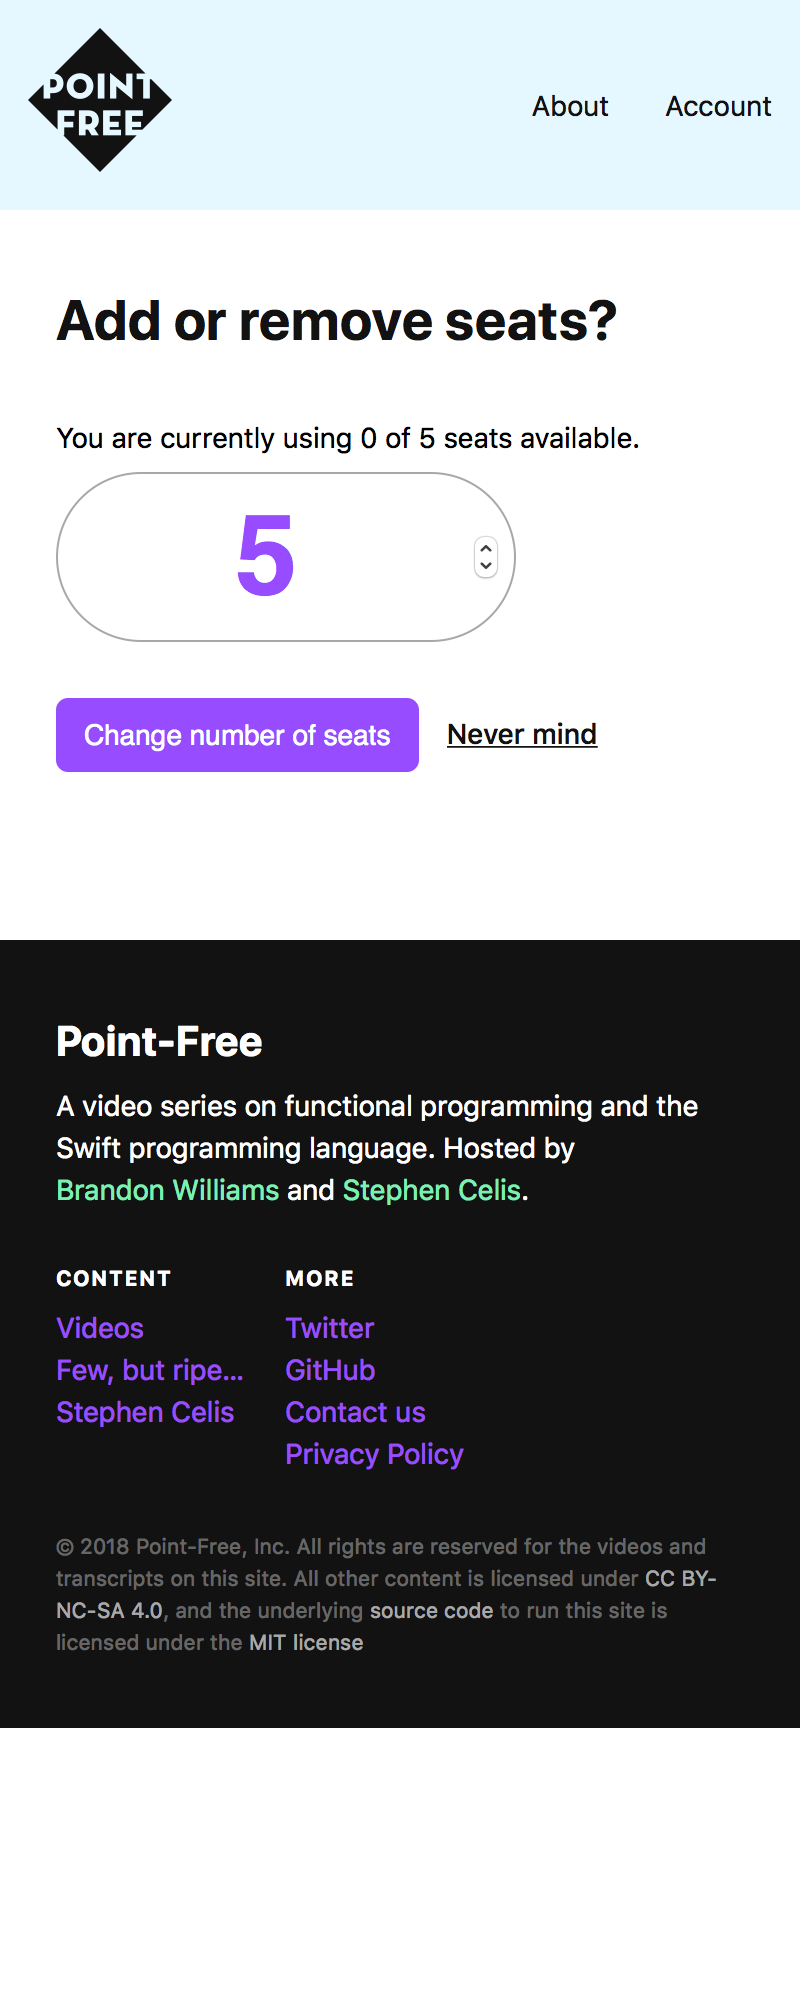 POINT
FREE
About
Account
Add or remove seats?
You are currently using 0 of 5 seats available.
5
Change number of seats
Never mind
Point-Free
A video series on functional programming and the
Swift programming language. Hosted by
Brandon Williams and Stephen Celis.
CONTENT
Videos
Few, but ripe...
Stephen Celis
MORE
Twitter
GitHub
Contact us
Privacy Policy
© 2018 Point-Free, Inc. All rights are reserved for the videos and
transcripts on this site. All other content is licensed under CC BY-
NC-SA 4.0, and the underlying source code to run this site is
licensed under the MIT license